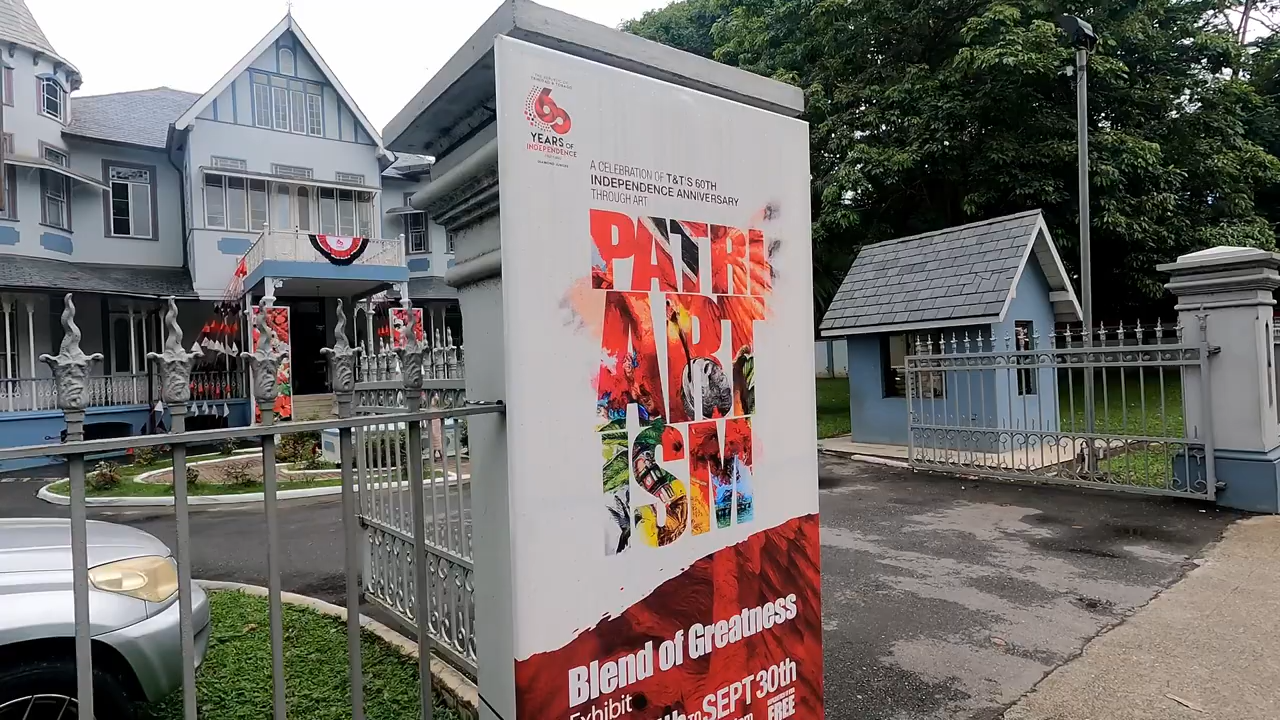 60
YEARS OF
INDEPENDENCE
A CELEBRATION OF T&T'S 60TH
INDEPENDENCE ANNIVERSARY
THROUGH ART
PATRI
ART
ISM
Blend of Greatness
Exhibit
TO SEPT 30th
FREE